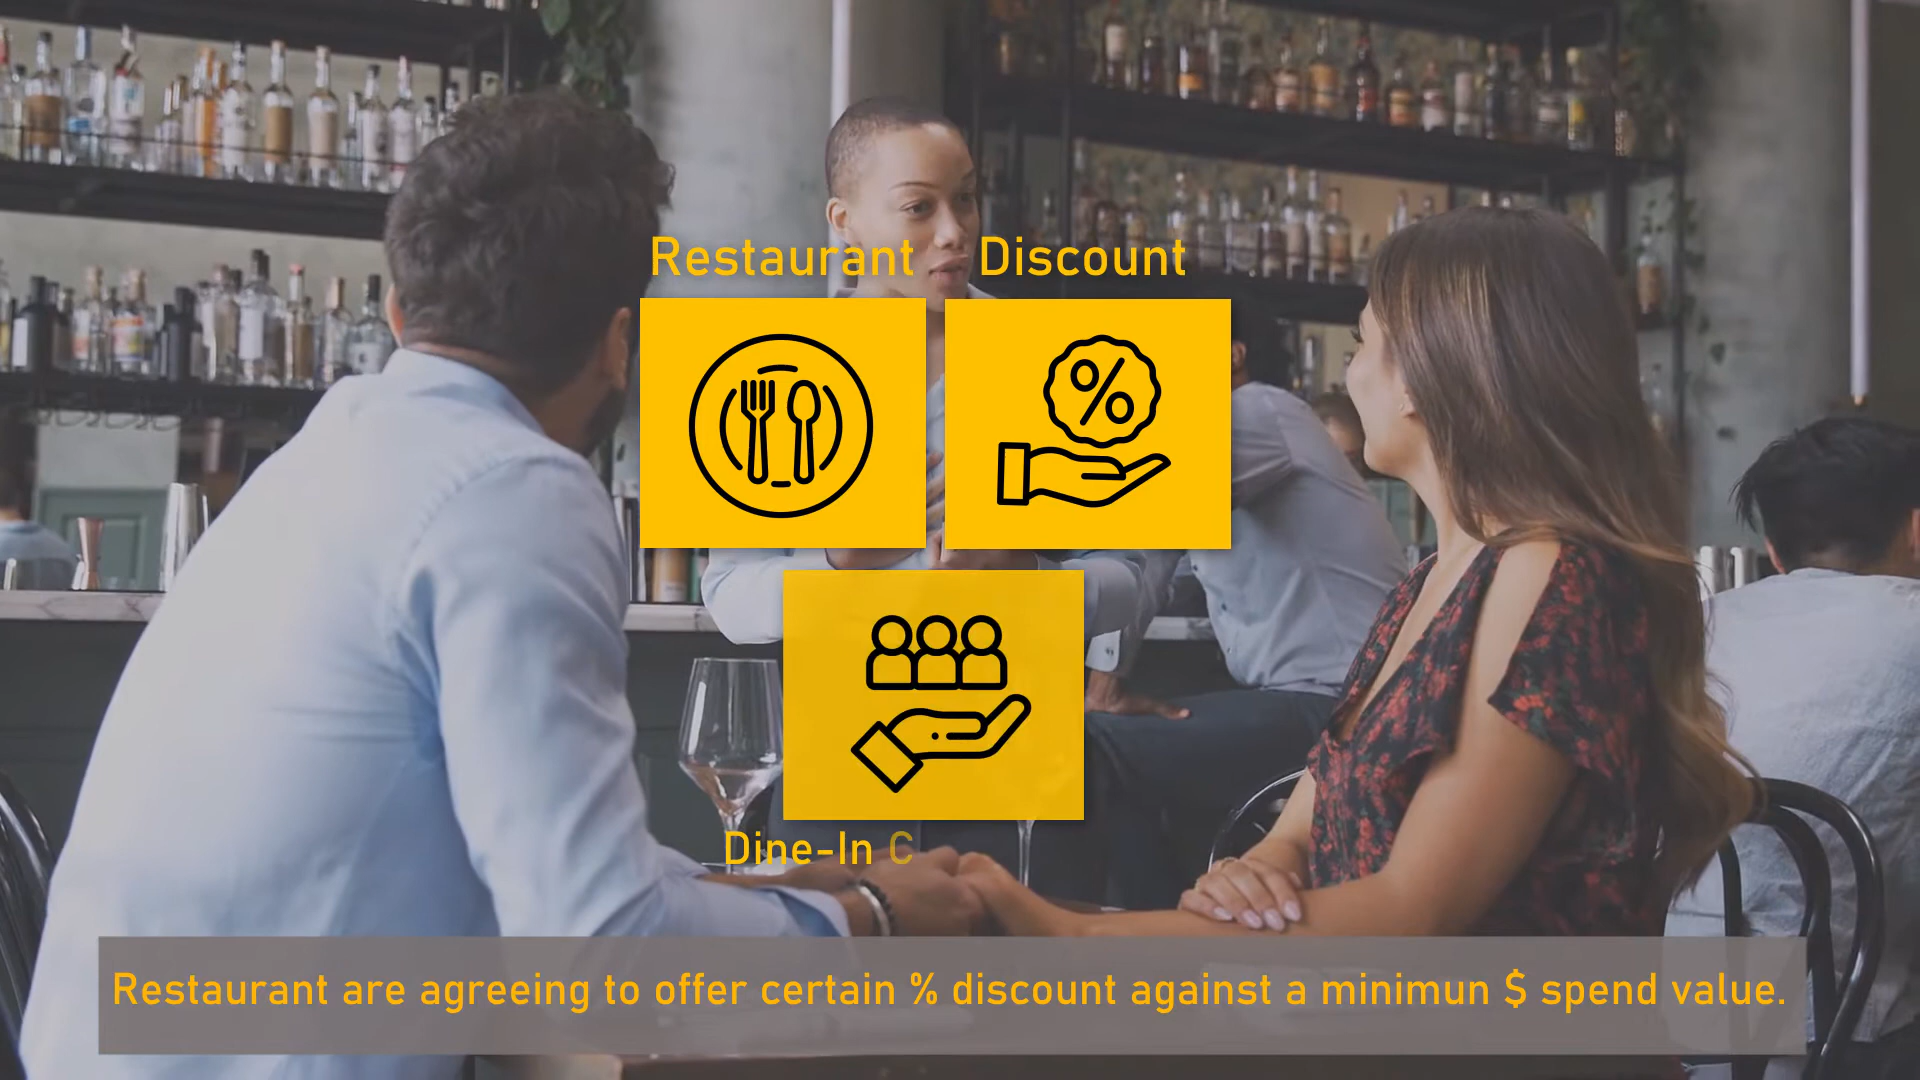 Restaurant Discount
%
Dine-In C
Restaurant are agreeing to offer certain % discount against a minimun $ spend value.